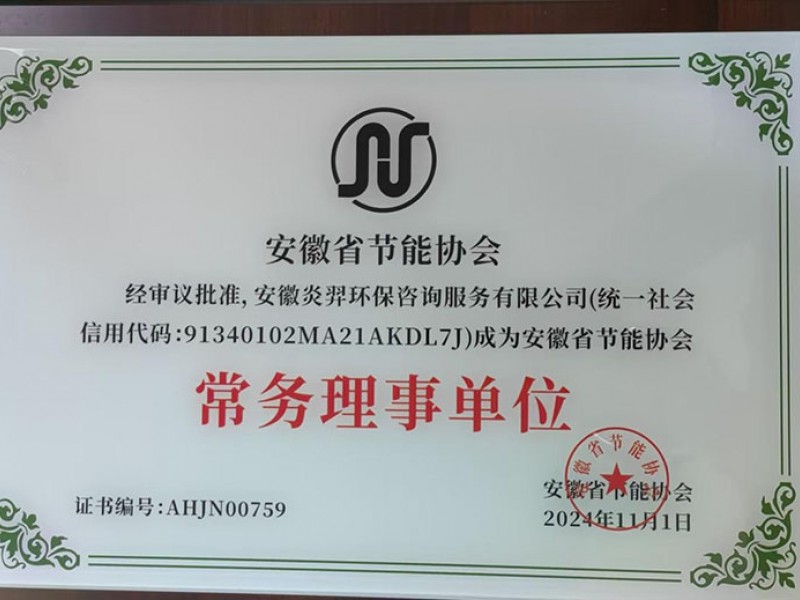 安徽省节能协会
经审议批准,安徽炎羿环保咨询服务有限公司(统一社会
信用代码:91340102MA21AKDL7J)成为安徽省节能协会
常务理事单位
安徽省节能协会
证书编号:AHJN00759
安徽省节能协会
2024年11月1日